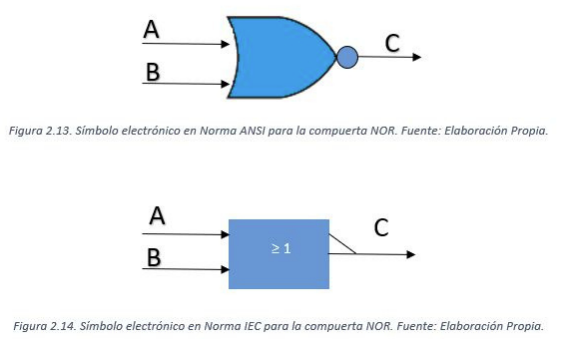 A
B
C
Figura 2.13. Símbolo electrónico en Norma ANSI para la compuerta NOR. Fuente: Elaboración Propia.
A
B
≥ 1
C
Figura 2.14. Símbolo electrónico en Norma IEC para la compuerta NOR. Fuente: Elaboración Propia.